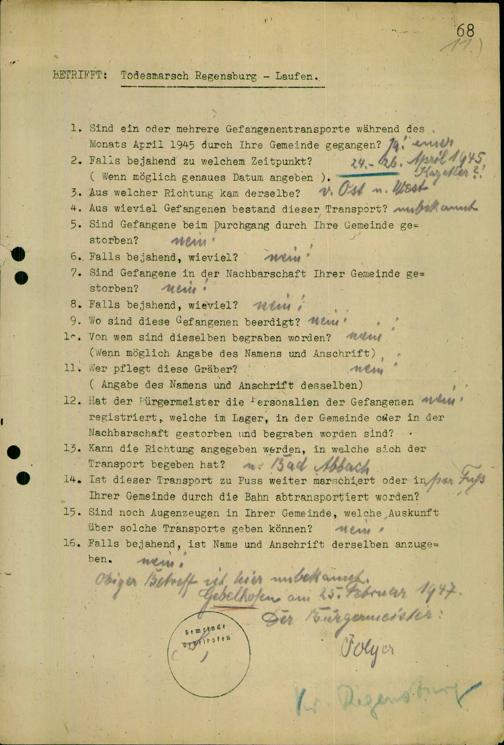 68
11.)
BETRIFFT: Todesmarsch Regensburg - Laufen.
1. Sind ein oder mehrere Gefangenentransporte während des
Monats April 1945 durch Ihre Gemeinde gegangen? Ja! einer
2. Falls bejahend zu welchem Zeitpunkt? 24.-26. April 1945.
( Wenn möglich genaues Datum angeben ). Kazetler?!
3. Aus welcher Richtung kam derselbe? v. Ost n. West
4. Aus wieviel Gefangenen bestand dieser Transport? unbekannt
5. Sind Gefangene beim Durchgang durch Ihre Gemeinde ge=
storben? nein!
6. Falls bejahend, wieviel? nein!
7. Sind Gefangene in der Nachbarschaft Ihrer Gemeinde ge=
storben? nein!
8. Falls bejahend, wieviel? nein!
9. Wo sind diese Gefangenen beerdigt? nein!
10. Von wem sind dieselben begraben worden? nein!
(Wenn möglich Angabe des Namens und Anschrift)
11. Wer pflegt diese Gräber? nein!
( Angabe des Namens und Anschrift desselben)
12. Hat der Bürgermeister die Personalien der Gefangenen nein!
registriert, welche im Lager, in der Gemeinde oder in der
Nachbarschaft gestorben und begraben worden sind?
13. Kann die Richtung angegeben werden, in welche sich der
Transport begeben hat? n. Bad Abbach
14. Ist dieser Transport zu Fuss weiter marschiert oder in per Fuß
Ihrer Gemeinde durch die Bahn abtransportiert worden?
15. Sind noch Augenzeugen in Ihrer Gemeinde, welche Auskunft
über solche Transporte geben können? nein!
16. Falls bejahend, ist Name und Anschrift derselben anzuge=
ben. nein!
Obiger Betreff ist hier unbekannt.
Gebelkofen am 25. Februar 1947.
Der Bürgermeister:
Gemeinde
Gebelkofen
Kr. Regensburg